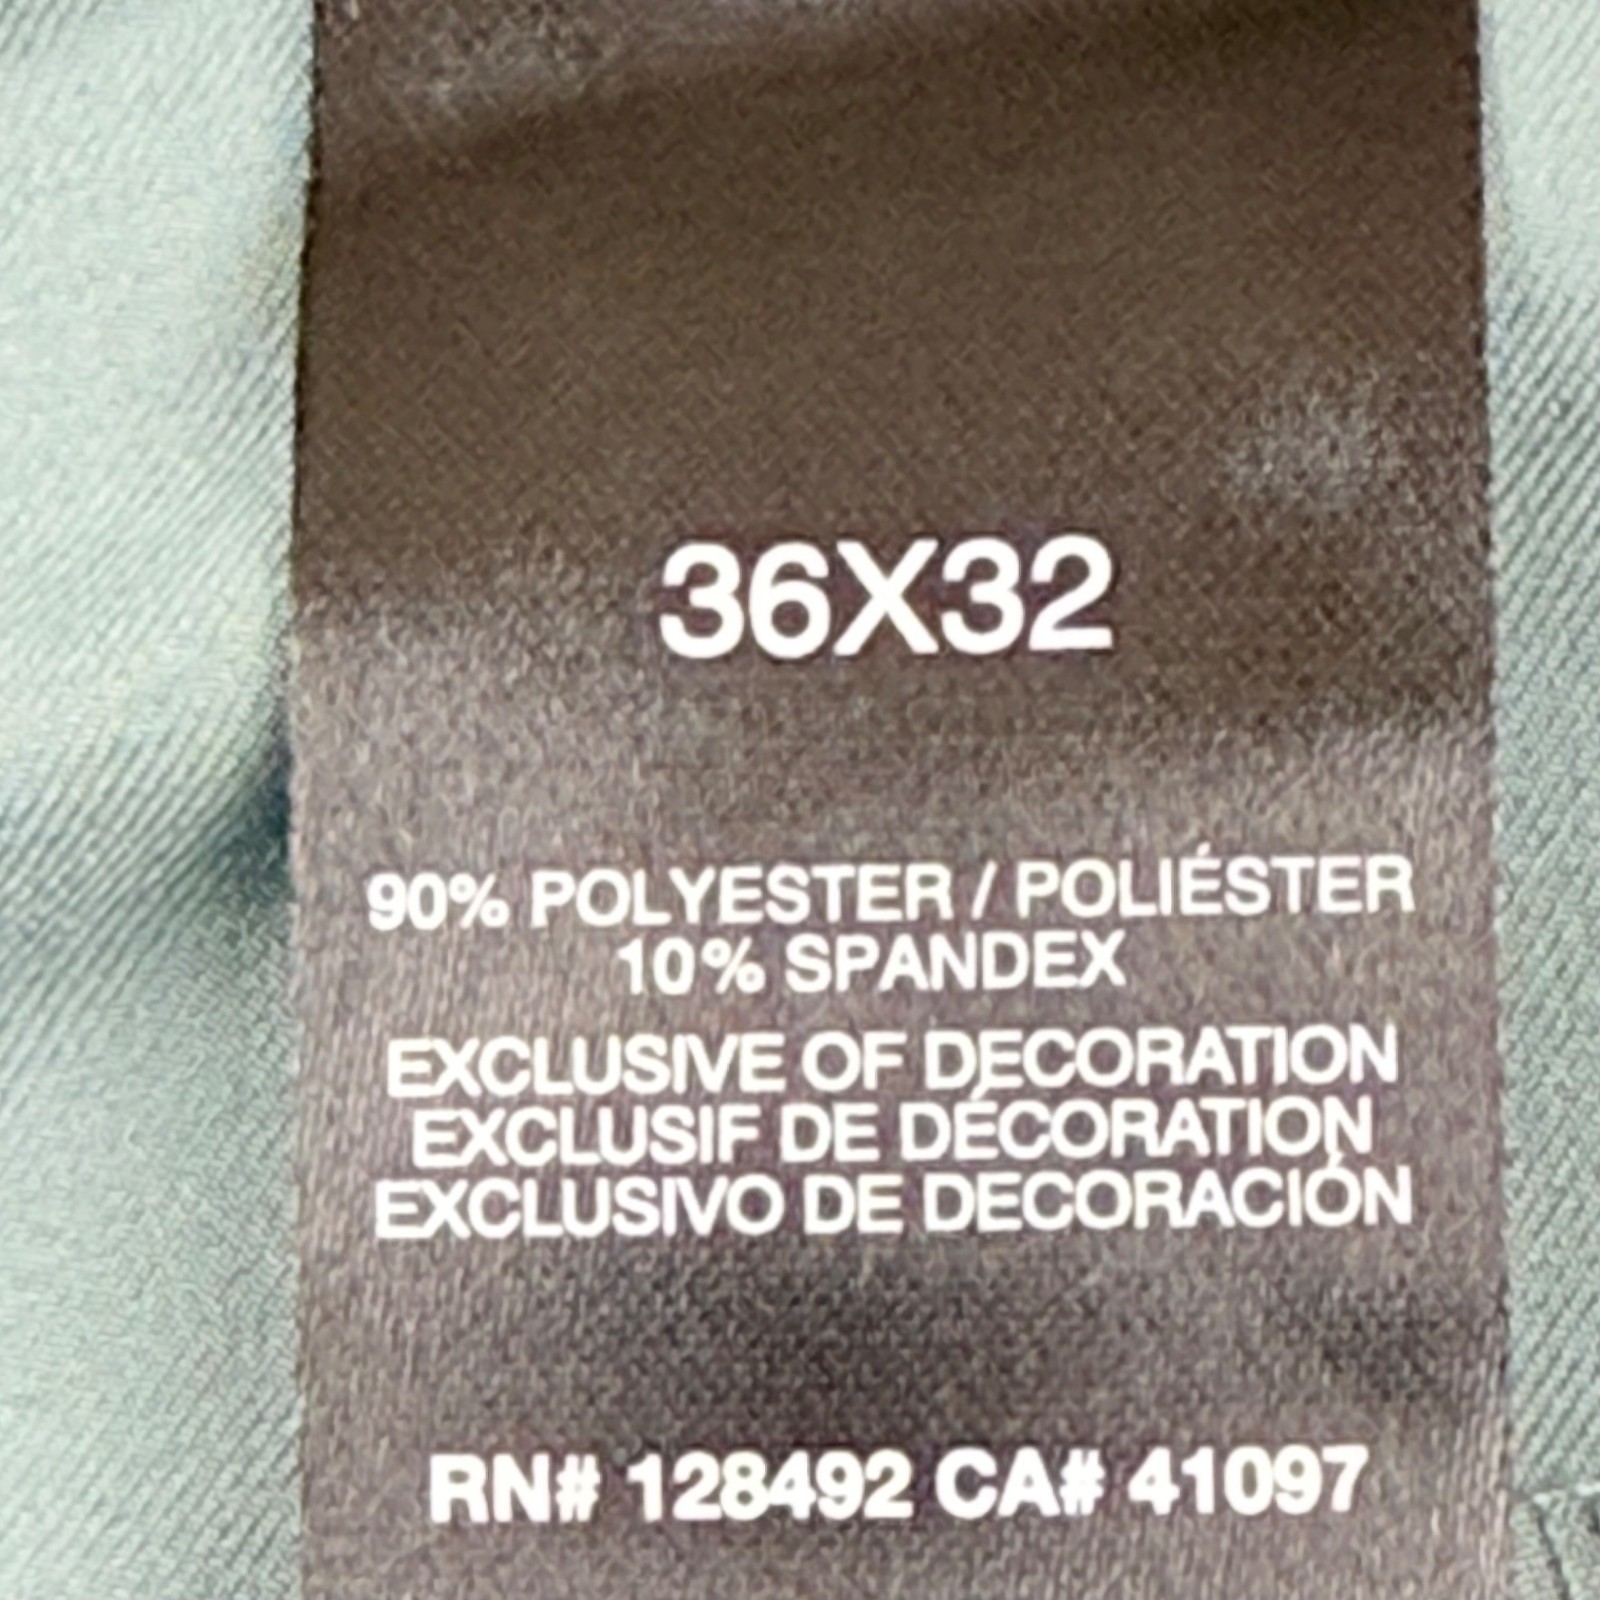 36X32
90% POLYESTER / POLIÉSTER
10% SPANDEX
EXCLUSIVE OF DECORATION
EXCLUSIF DE DÉCORATION
EXCLUSIVO DE DECORACIÓN
RN# 128492 CA# 41097